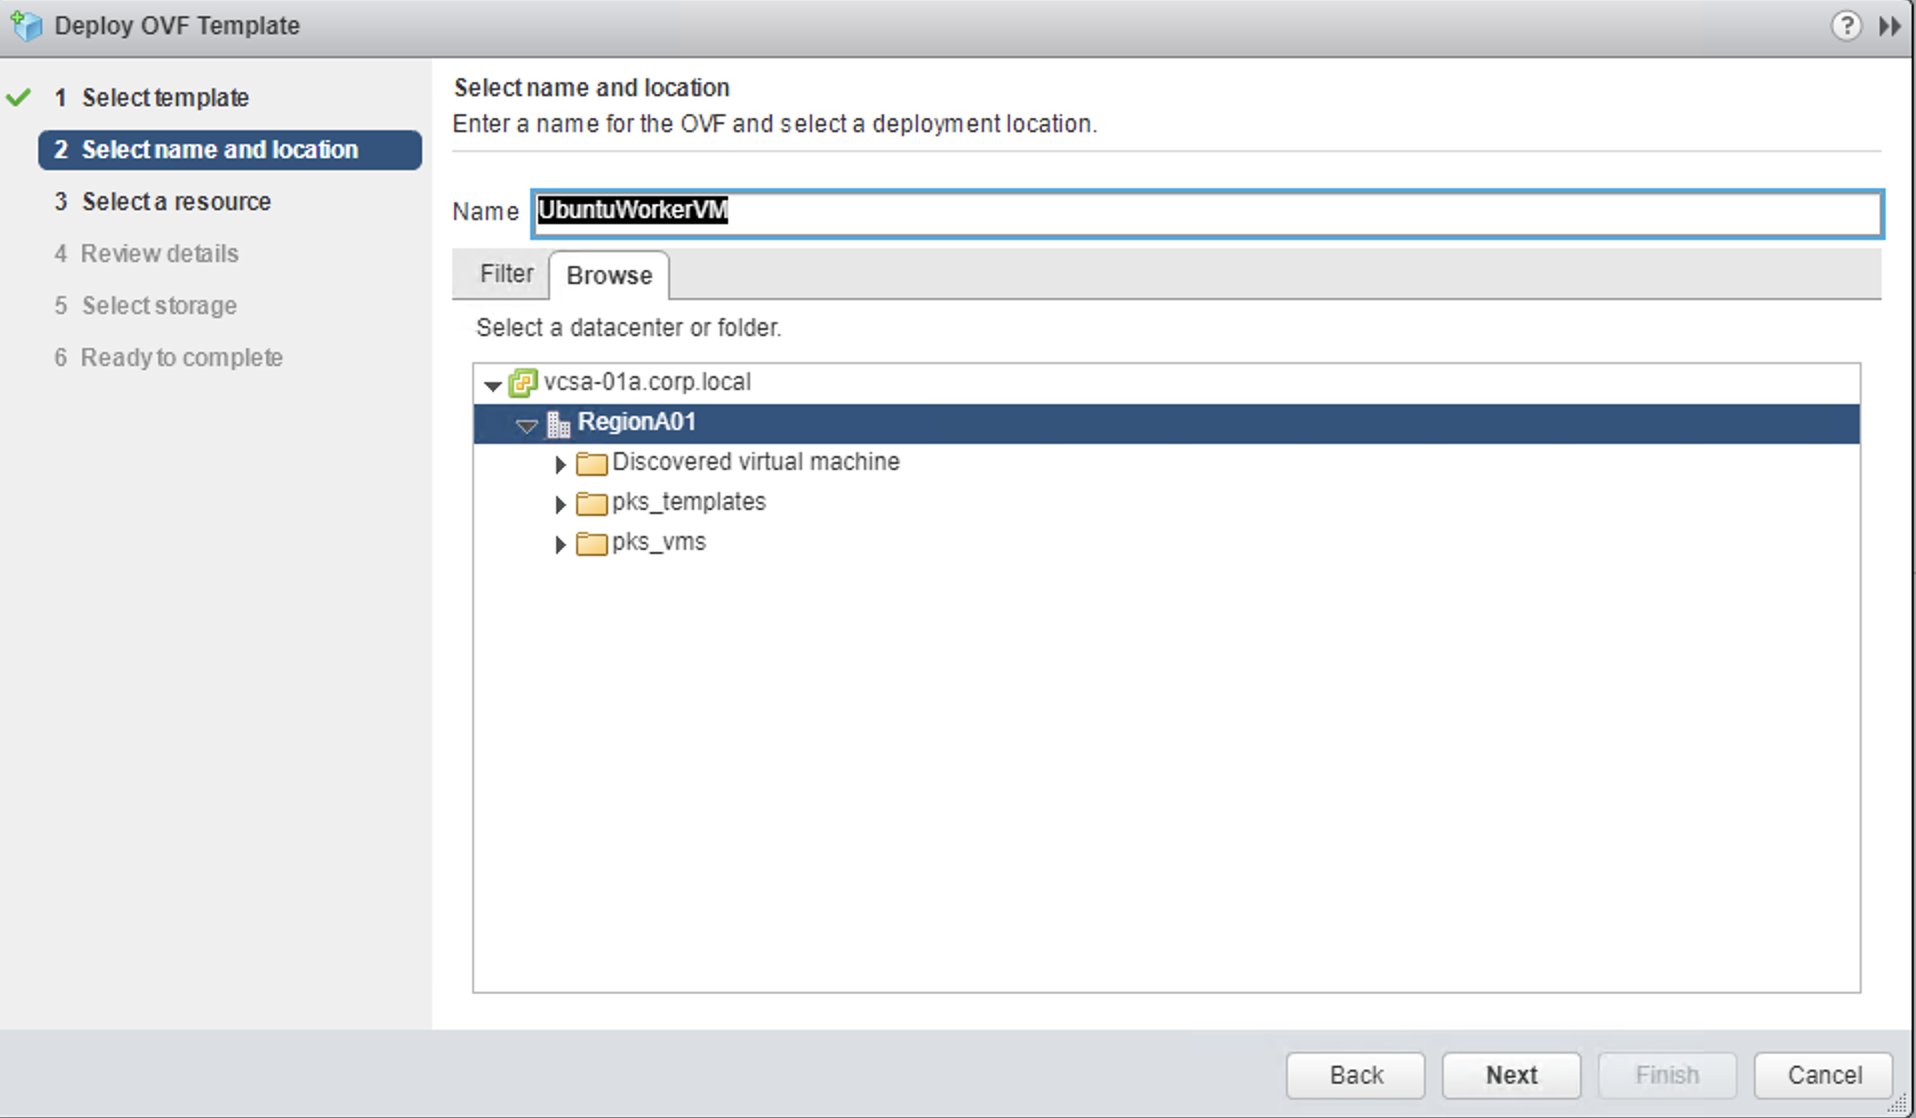 Deploy OVF Template
?
1 Select template
2 Select name and location
3 Select a resource
4 Review details
5 Select storage
6 Ready to complete
Select name and location
Enter a name for the OVF and select a deployment location.
Name UbuntuWorkerVM
Filter Browse
Select a datacenter or folder.
vcsa-01a.corp.local
RegionA01
Discovered virtual machine
pks_templates
pks_vms
Back Next Finish Cancel